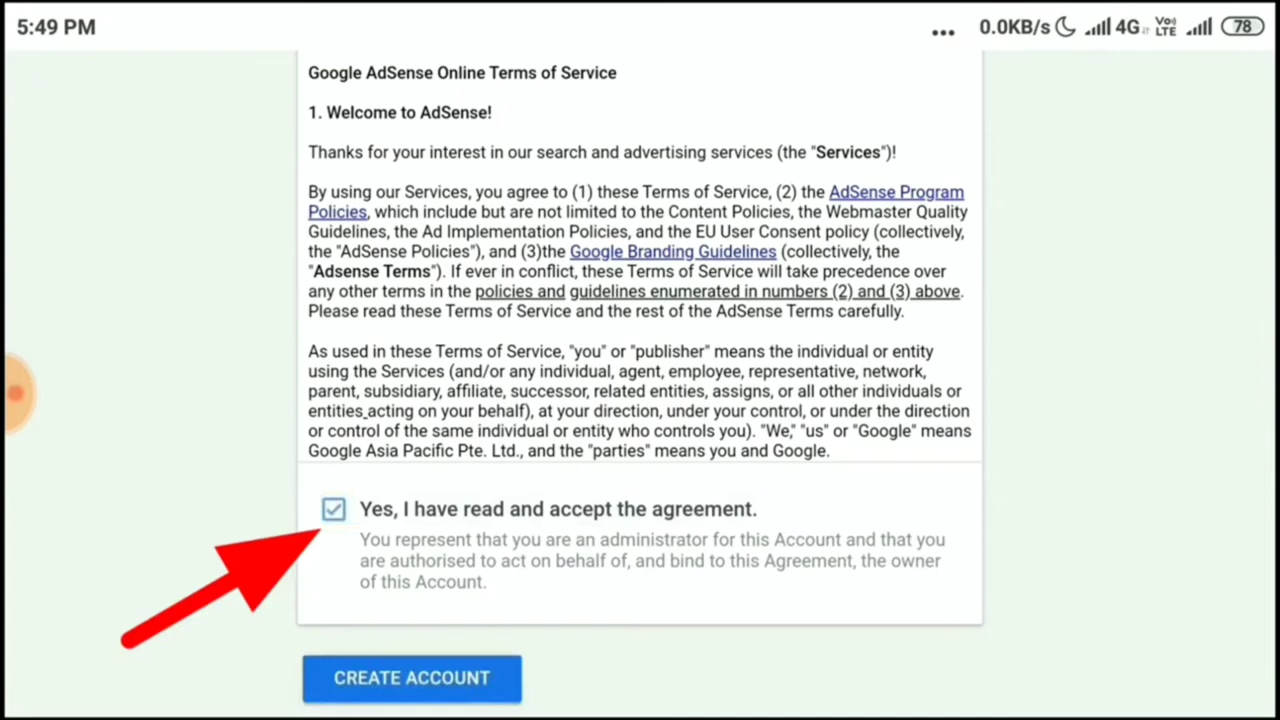 5:49 PM
... 0.0KB/s 4G Vo) LTE 78
Google AdSense Online Terms of Service
1. Welcome to AdSense!
Thanks for your interest in our search and advertising services (the "Services")!
By using our Services, you agree to (1) these Terms of Service, (2) the AdSense Program
Policies, which include but are not limited to the Content Policies, the Webmaster Quality
Guidelines, the Ad Implementation Policies, and the EU User Consent policy (collectively,
the "AdSense Policies"), and (3)the Google Branding Guidelines (collectively, the
"Adsense Terms"). If ever in conflict, these Terms of Service will take precedence over
any other terms in the policies and guidelines enumerated in numbers (2) and (3) above.
Please read these Terms of Service and the rest of the AdSense Terms carefully.
As used in these Terms of Service, "you" or "publisher" means the individual or entity
using the Services (and/or any individual, agent, employee, representative, network,
parent, subsidiary, affiliate, successor, related entities, assigns, or all other individuals or
entities acting on your behalf), at your direction, under your control, or under the direction
or control of the same individual or entity who controls you). "We," "us" or "Google" means
Google Asia Pacific Pte. Ltd., and the "parties" means you and Google.
Yes, I have read and accept the agreement.
You represent that you are an administrator for this Account and that you
are authorised to act on behalf of, and bind to this Agreement, the owner
of this Account.
CREATE ACCOUNT